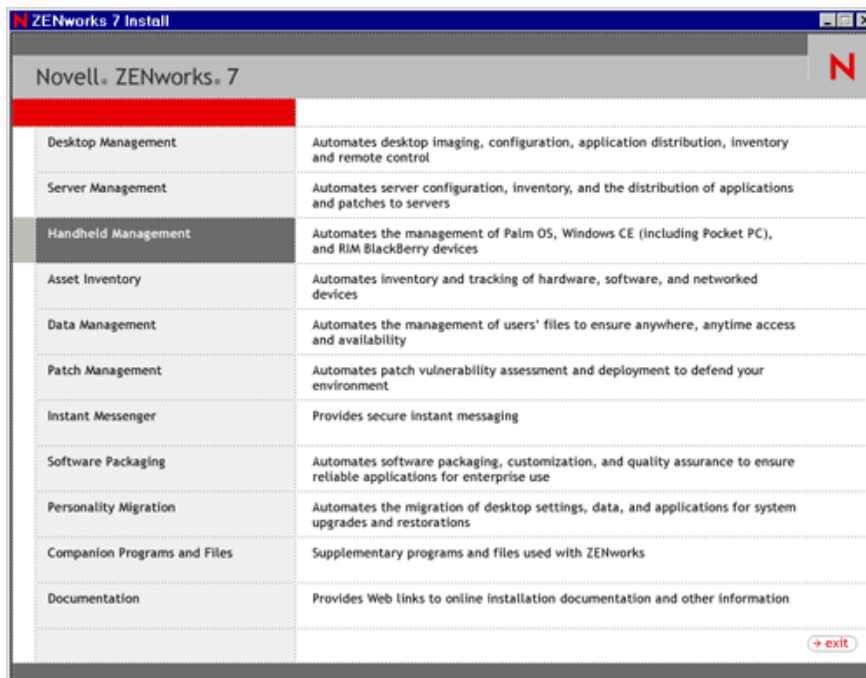 N ZENworks 7 Install
Novell® ZENworks® 7
N
Desktop Management
Automates desktop imaging, configuration, application distribution, inventory
and remote control
Server Management
Automates server configuration, inventory, and the distribution of applications
and patches to servers
Handheld Management
Automates the management of Palm OS, Windows CE (including Pocket PC),
and RIM BlackBerry devices
Asset Inventory
Automates inventory and tracking of hardware, software, and networked
devices
Data Management
Automates the management of users' files to ensure anywhere, anytime access
and availability
Patch Management
Automates patch vulnerability assessment and deployment to defend your
environment
Instant Messenger
Provides secure instant messaging
Software Packaging
Automates software packaging, customization, and quality assurance to ensure
reliable applications for enterprise use
Personality Migration
Automates the migration of desktop settings, data, and applications for system
upgrades and restorations
Companion Programs and Files
Supplementary programs and files used with ZENworks
Documentation
Provides Web links to online installation documentation and other information
exit